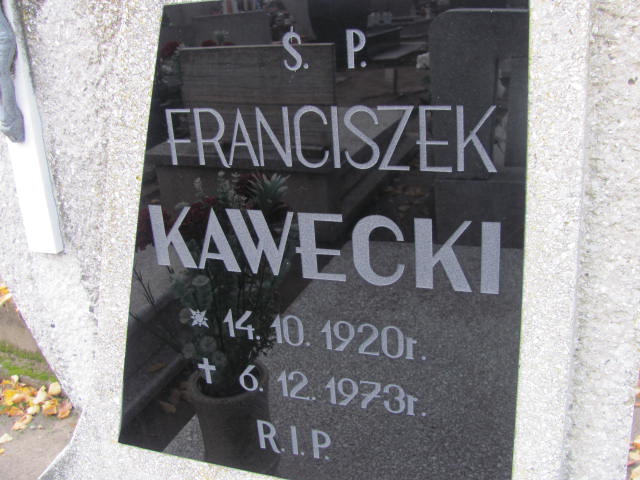 Ś. P.
FRANCISZEK
KAWECKI
* 14. 10. 1920r.
† 6. 12. 1973r.
R.I.P.